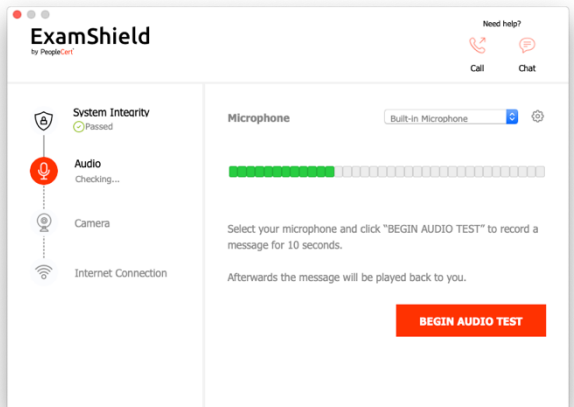 Need help?
ExamShield
by PeopleCert
Call
Chat
System Integrity
Passed
Audio
Checking...
Camera
Internet Connection
Microphone
Built-in Microphone
Select your microphone and click “BEGIN AUDIO TEST” to record a
message for 10 seconds.
Afterwards the message will be played back to you.
BEGIN AUDIO TEST